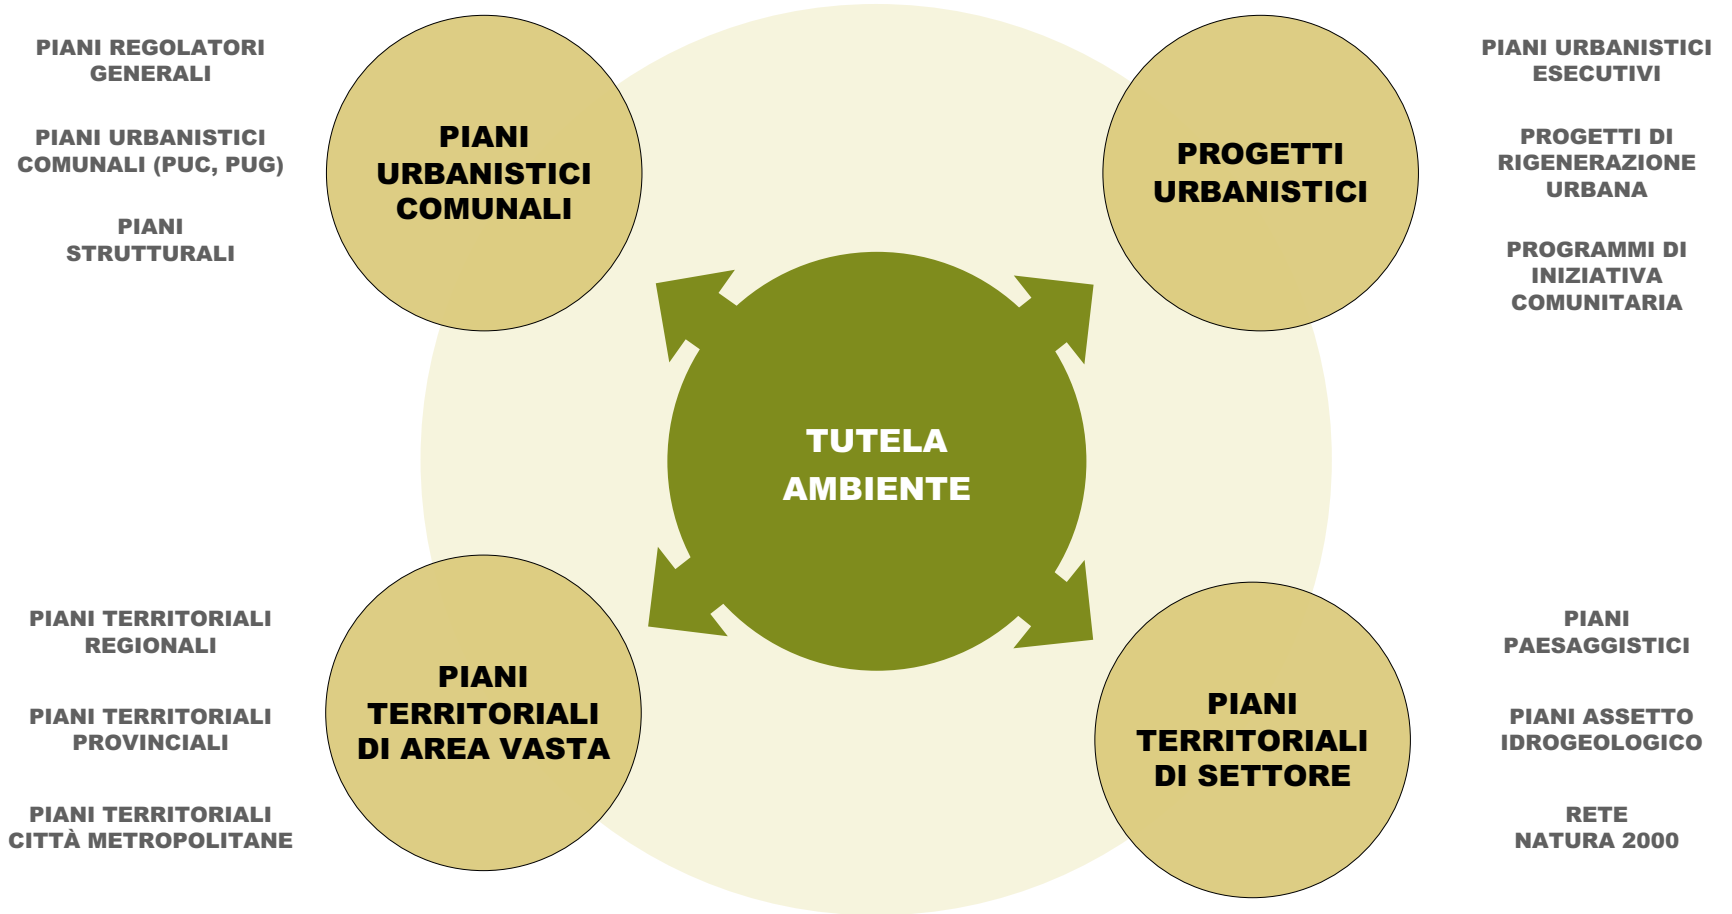 PIANI REGOLATORI
GENERALI
PIANI URBANISTICI
COMUNALI (PUC, PUG)
PIANI
STRUTTURALI
PIANI
URBANISTICI
COMUNALI
PROGETTI
URBANISTICI
PIANI URBANISTICI
ESECUTIVI
PROGETTI DI
RIGENERAZIONE
URBANA
PROGRAMMI DI
INIZIATIVA
COMUNITARIA
TUTELA
AMBIENTE
PIANI TERRITORIALI
REGIONALI
PIANI TERRITORIALI
PROVINCIALI
PIANI TERRITORIALI
CITTÀ METROPOLITANE
PIANI
TERRITORIALI
DI AREA VASTA
PIANI
TERRITORIALI
DI SETTORE
PIANI
PAESAGGISTICI
PIANI ASSETTO
IDROGEOLOGICO
RETE
NATURA 2000